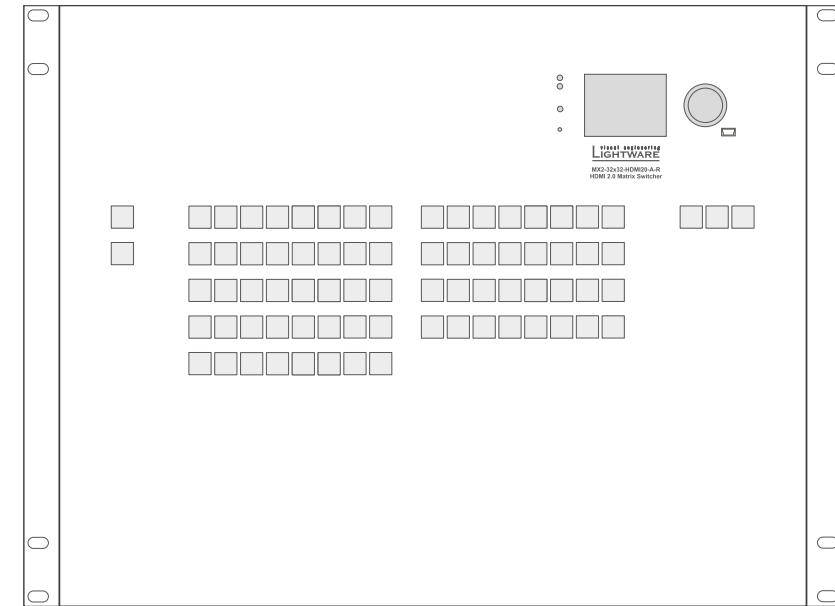 visual engineering
LIGHTWARE
MX2-32x32-HDMI20-A-R
HDMI 2.0 Matrix Switcher